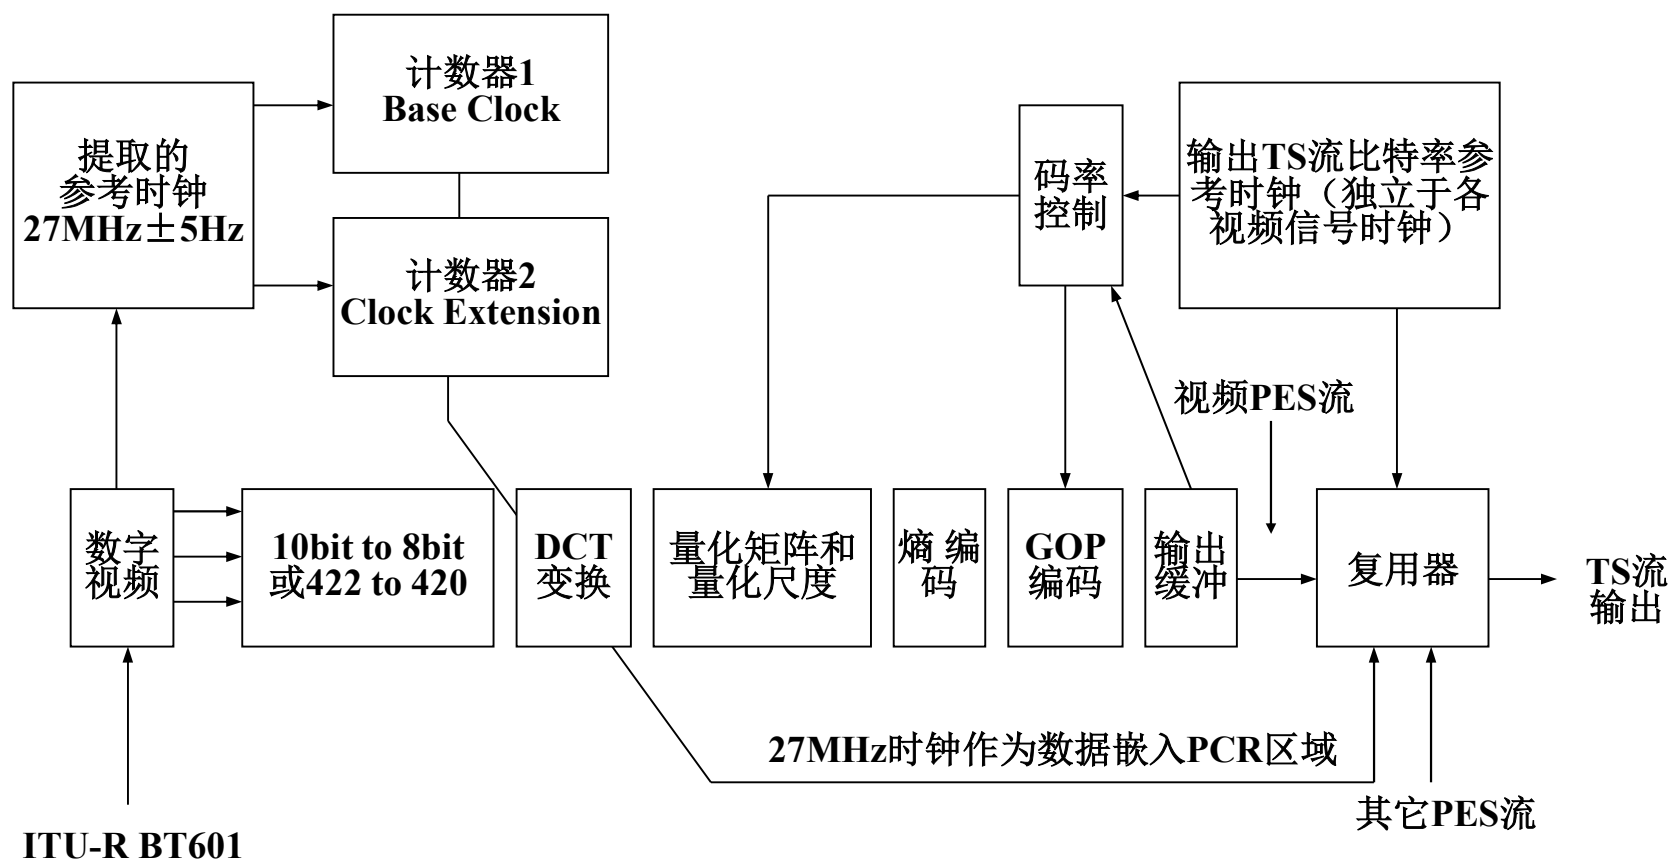 计数器1
Base Clock
提取的
参考时钟
27MHz±5Hz
计数器2
Clock Extension
码率
控制
输出TS流比特率参
考时钟（独立于各
视频信号时钟）
视频PES流
数字
视频
10bit to 8bit
或422 to 420
DCT
变换
量化矩阵和
量化尺度
熵 编
码
GOP
编码
输出
缓冲
复用器
TS流
输出
27MHz时钟作为数据嵌入PCR区域
其它PES流
ITU-R BT601